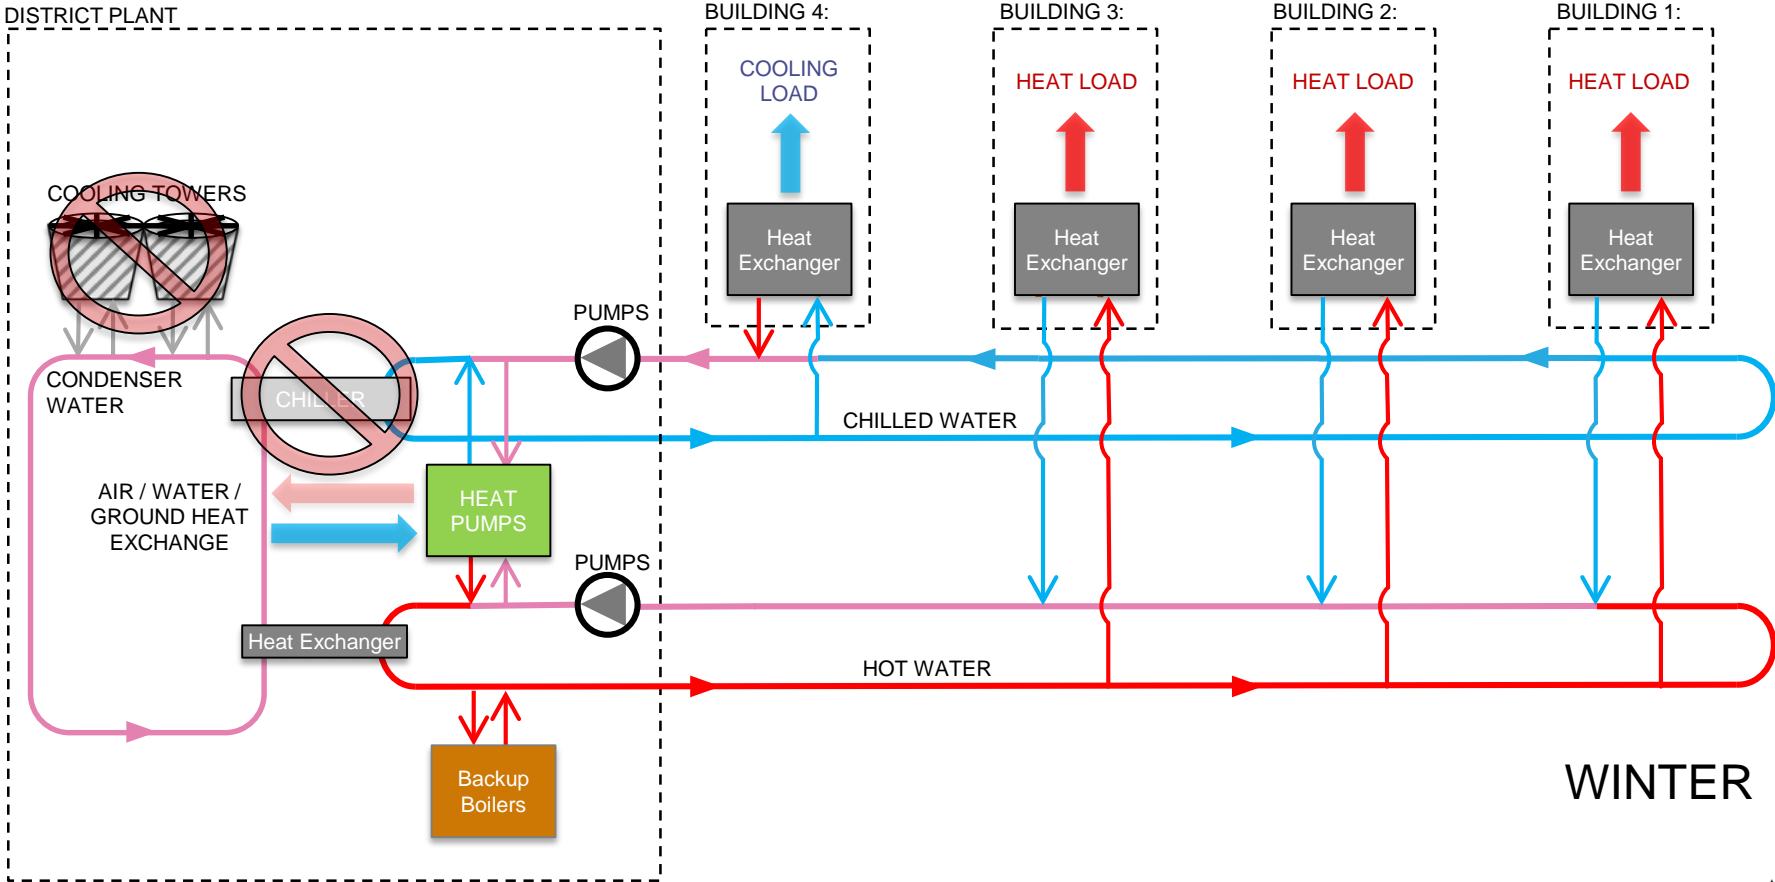 DISTRICT PLANT
BUILDING 4:
BUILDING 3:
BUILDING 2:
BUILDING 1:
COOLING
LOAD
HEAT LOAD
HEAT LOAD
HEAT LOAD
COOLING TOWERS
Heat
Exchanger
Heat
Exchanger
Heat
Exchanger
Heat
Exchanger
PUMPS
CONDENSER
WATER
CHILLER
CHILLED WATER
AIR / WATER /
GROUND HEAT
EXCHANGE
HEAT
PUMPS
PUMPS
Heat Exchanger
HOT WATER
Backup
Boilers
WINTER